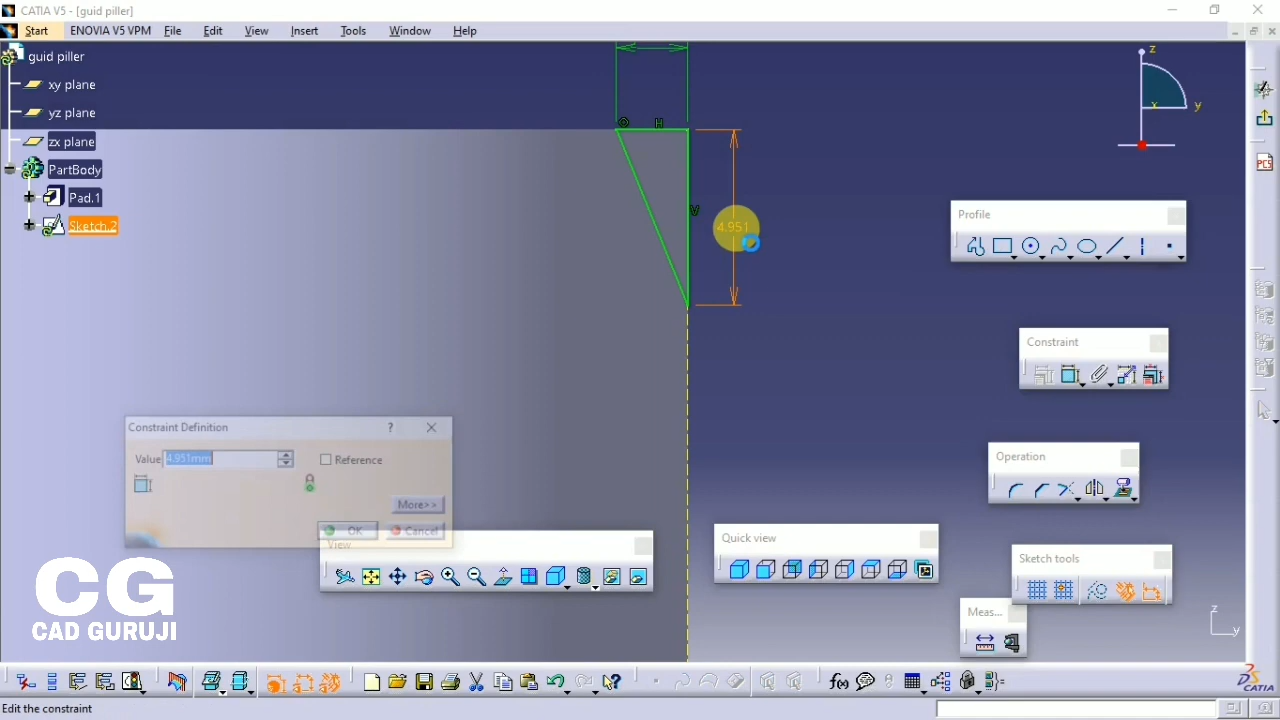 CATIA V5 - [guid piller]
Start ENOVIA V5 VPM File Edit View Insert Tools Window Help
guid piller
xy plane
yz plane
zx plane
PartBody
Pad.1
Sketch.2
z
x y
H
V
4.951
Profile
Constraint
Constraint Definition
?
Value 4.951mm
Reference
More>>
OK Cancel
Operation
View
Quick view
Sketch tools
Meas...
z
y
PCS
CG
CAD GURUJI
f(x)
CATIA
Edit the constraint